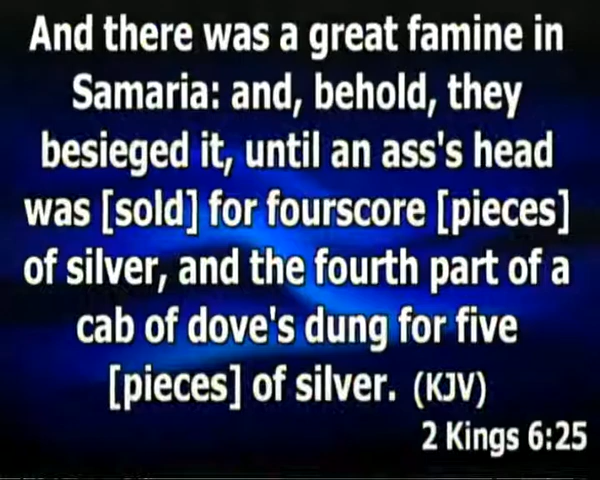 And there was a great famine in
Samaria: and, behold, they
besieged it, until an ass's head
was [sold] for fourscore [pieces]
of silver, and the fourth part of a
cab of dove's dung for five
[pieces] of silver. (KJV)
2 Kings 6:25